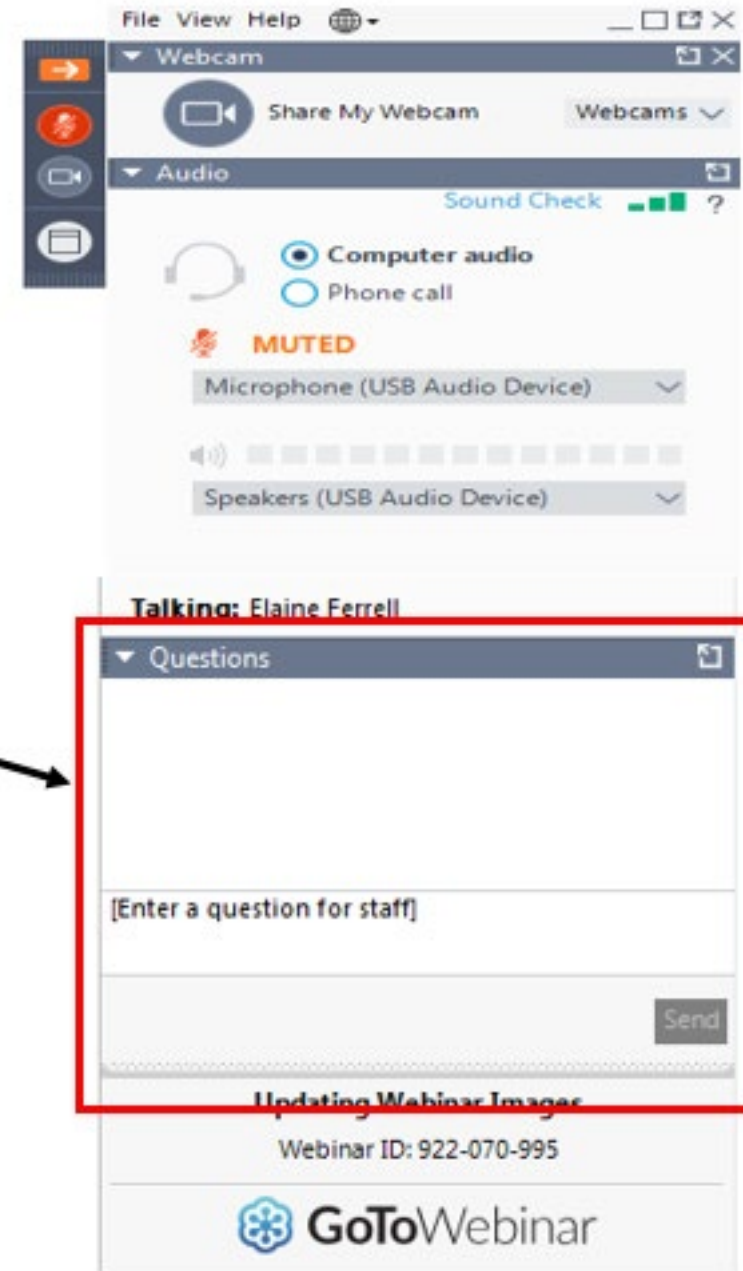 File View Help
Webcam
Share My Webcam Webcams
Audio
Sound Check ?
Computer audio
Phone call
MUTED
Microphone (USB Audio Device)
Speakers (USB Audio Device)
Talking: Elaine Ferrell
Questions
[Enter a question for staff]
Send
Updating Webinar Images
Webinar ID: 922-070-995
GoToWebinar